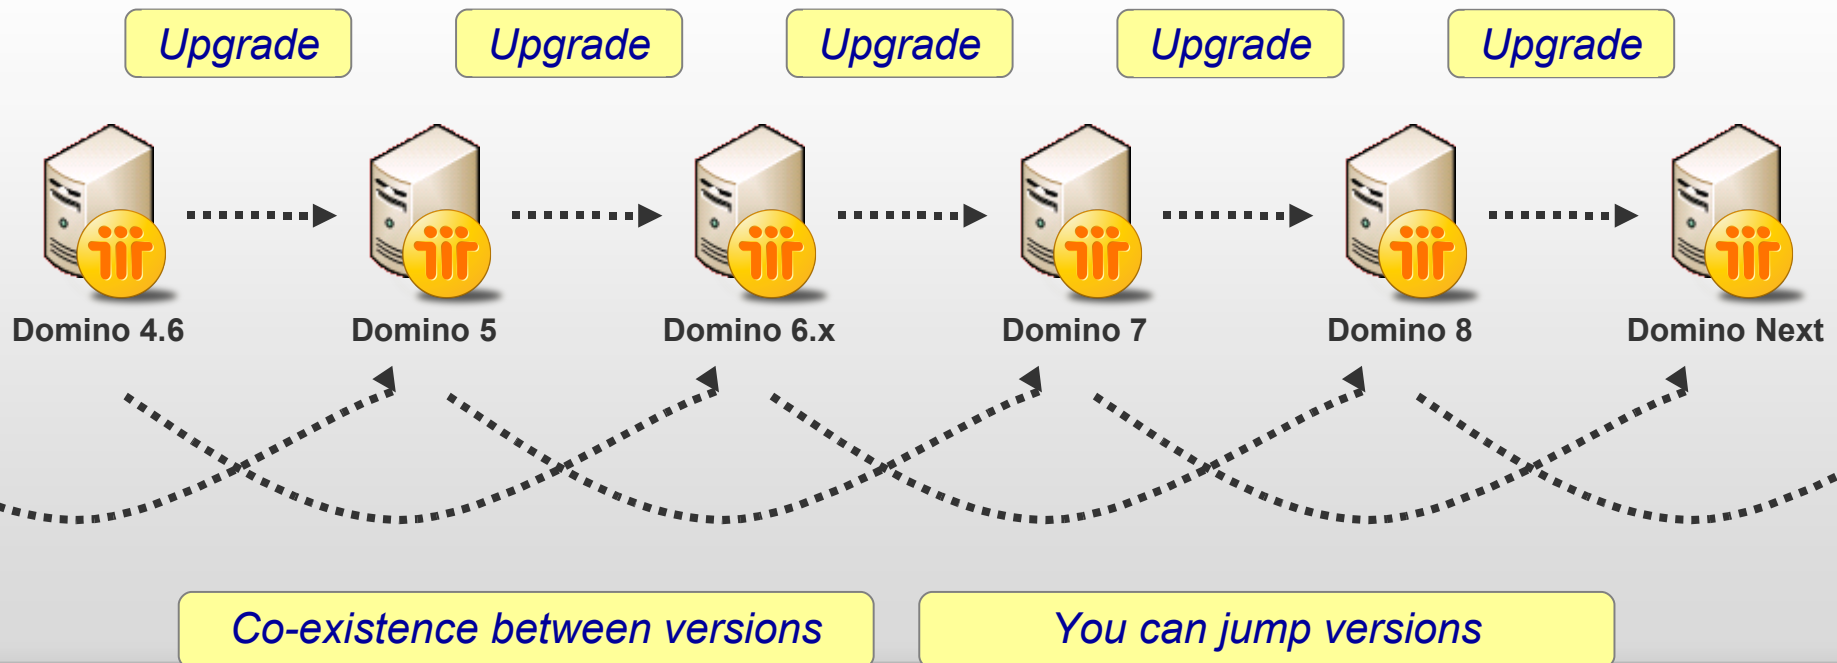 Upgrade Upgrade Upgrade Upgrade Upgrade
Domino 4.6 Domino 5 Domino 6.x Domino 7 Domino 8 Domino Next
Co-existence between versions You can jump versions